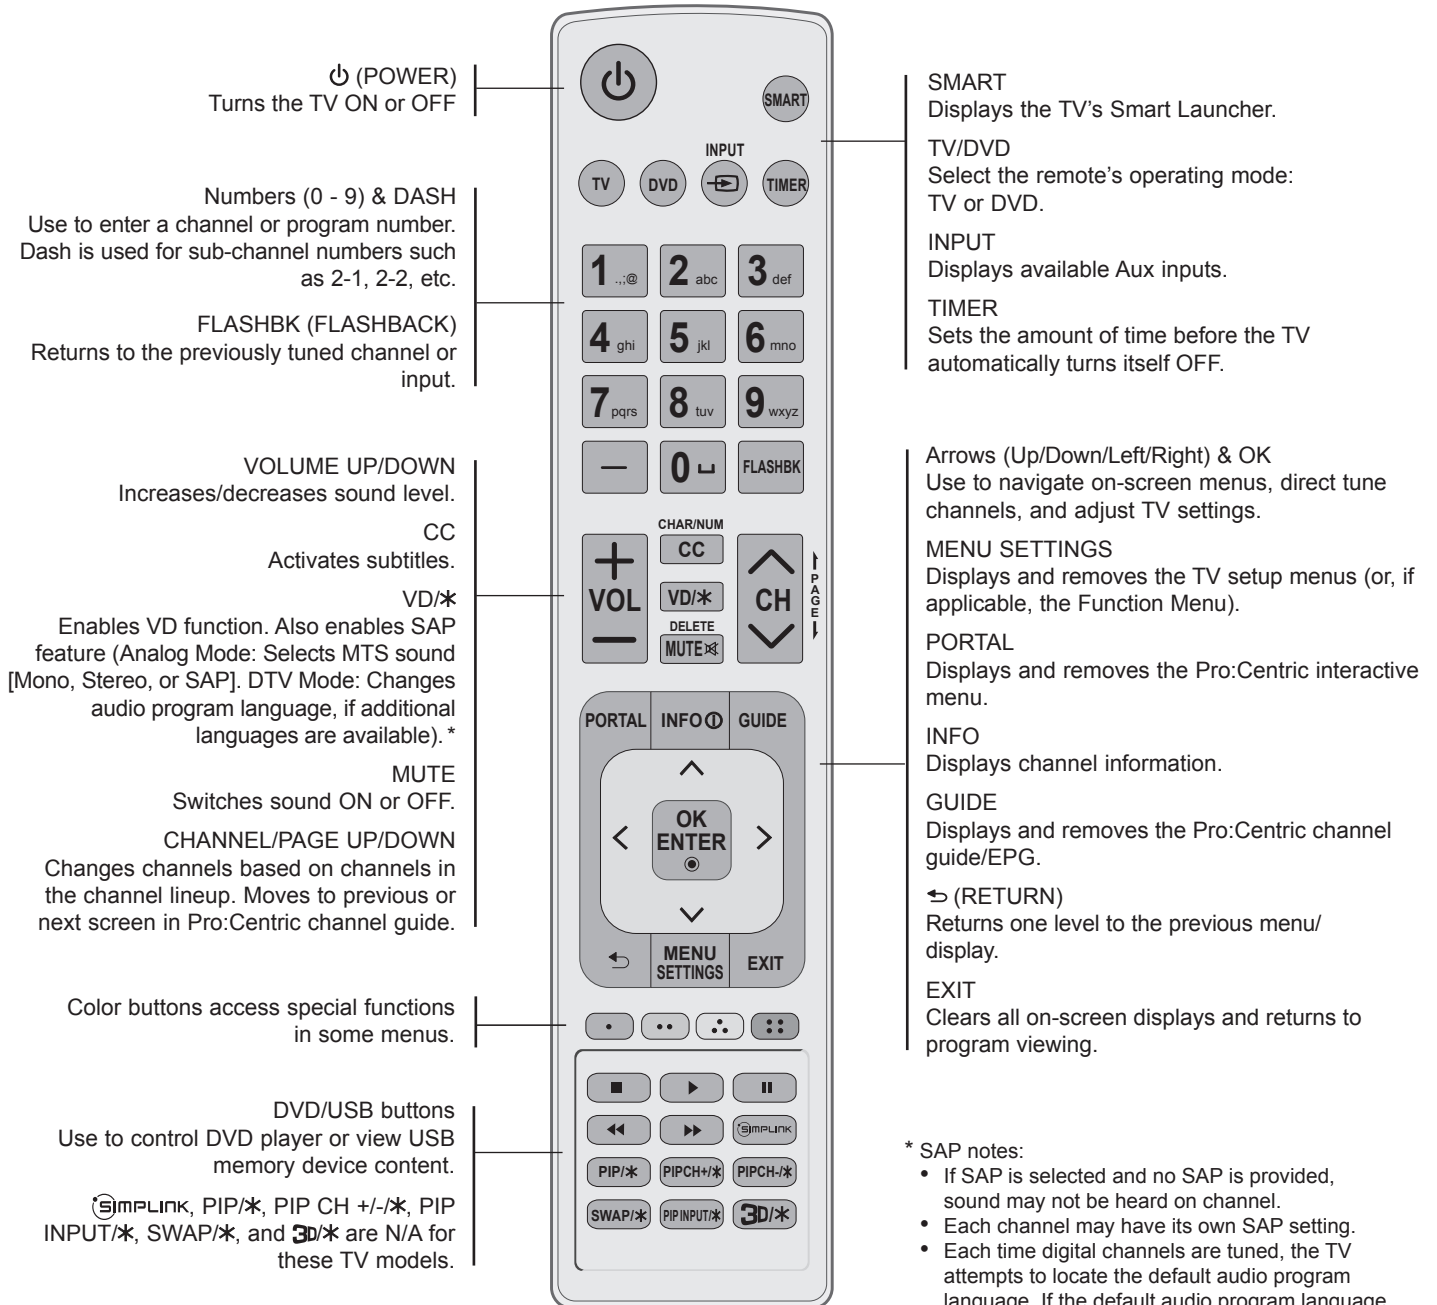 ⏻ (POWER)
Turns the TV ON or OFF
Numbers (0 - 9) & DASH
Use to enter a channel or program number.
Dash is used for sub-channel numbers such
as 2-1, 2-2, etc.
FLASHBK (FLASHBACK)
Returns to the previously tuned channel or
input.
VOLUME UP/DOWN
Increases/decreases sound level.
CC
Activates subtitles.
VD/*
Enables VD function. Also enables SAP
feature (Analog Mode: Selects MTS sound
[Mono, Stereo, or SAP]. DTV Mode: Changes
audio program language, if additional
languages are available). *
MUTE
Switches sound ON or OFF.
CHANNEL/PAGE UP/DOWN
Changes channels based on channels in
the channel lineup. Moves to previous or
next screen in Pro:Centric channel guide.
Color buttons access special functions
in some menus.
DVD/USB buttons
Use to control DVD player or view USB
memory device content.
SIMPLINK, PIP/*, PIP CH +/-/*, PIP
INPUT/*, SWAP/*, and 3D/* are N/A for
these TV models.
SMART
INPUT
TV DVD TIMER
1 .,;@ 2 abc 3 def
4 ghi 5 jkl 6 mno
7 pqrs 8 tuv 9 wxyz
— 0 FLASHBK
CHAR/NUM
CC
VOL VD/* CH PAGE
DELETE
MUTE
PORTAL INFO GUIDE
OK
ENTER
MENU
SETTINGS EXIT
SIMPLINK
PIP/* PIPCH+/* PIPCH-/*
SWAP/* PIP INPUT/* 3D/*
SMART
Displays the TV's Smart Launcher.
TV/DVD
Select the remote's operating mode:
TV or DVD.
INPUT
Displays available Aux inputs.
TIMER
Sets the amount of time before the TV
automatically turns itself OFF.
Arrows (Up/Down/Left/Right) & OK
Use to navigate on-screen menus, direct tune
channels, and adjust TV settings.
MENU SETTINGS
Displays and removes the TV setup menus (or, if
applicable, the Function Menu).
PORTAL
Displays and removes the Pro:Centric interactive
menu.
INFO
Displays channel information.
GUIDE
Displays and removes the Pro:Centric channel
guide/EPG.
⮌ (RETURN)
Returns one level to the previous menu/
display.
EXIT
Clears all on-screen displays and returns to
program viewing.
* SAP notes:
• If SAP is selected and no SAP is provided,
sound may not be heard on channel.
• Each channel may have its own SAP setting.
• Each time digital channels are tuned, the TV
attempts to locate the default audio program
language. If the default audio program language